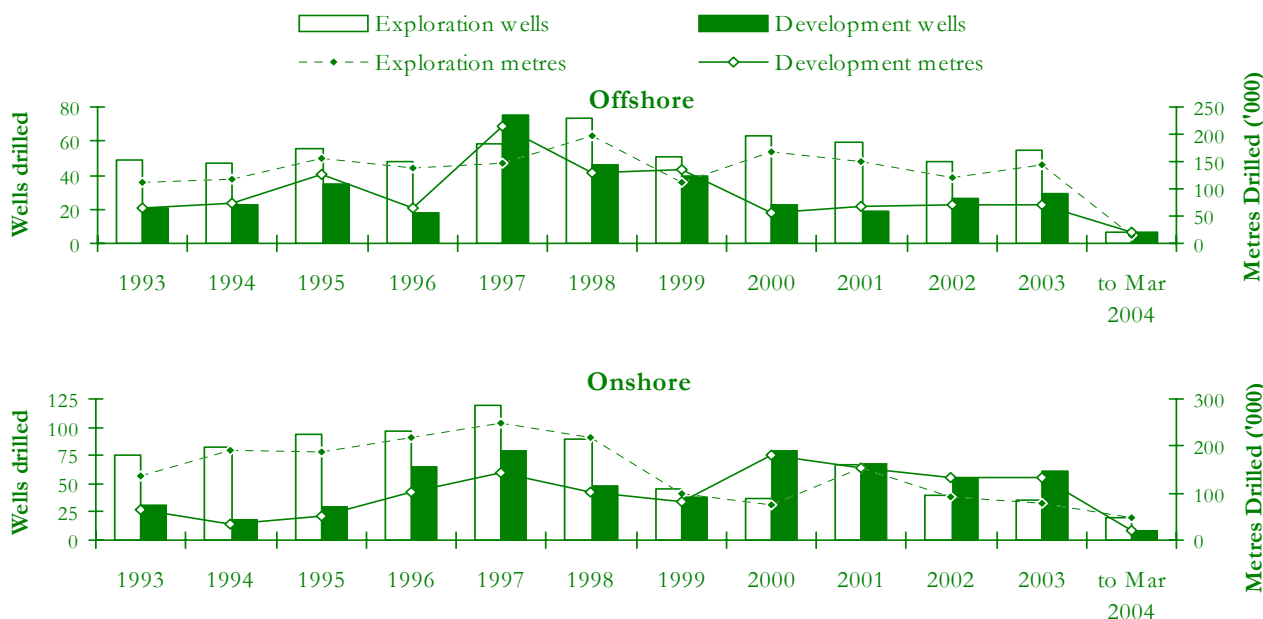 Exploration wells
Development wells
Exploration metres
Development metres
Offshore
Wells drilled
Metres Drilled ('000)
80
60
40
20
0
250
200
150
100
50
0
1993 1994 1995 1996 1997 1998 1999 2000 2001 2002 2003 to Mar
2004
Onshore
Wells drilled
Metres Drilled ('000)
125
100
75
50
25
0
300
200
100
0
1993 1994 1995 1996 1997 1998 1999 2000 2001 2002 2003 to Mar
2004